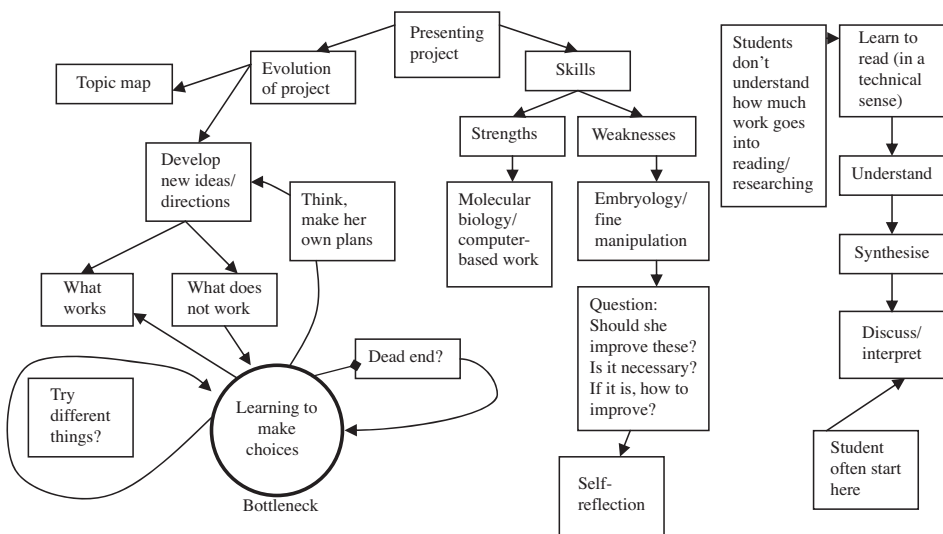 Presenting
project
Evolution
of project
Topic map
Skills
Strengths
Weaknesses
Develop
new ideas/
directions
Think,
make her
own plans
Molecular
biology/
computer-
based work
Embryology/
fine
manipulation
What
works
What does
not work
Question:
Should she
improve these?
Is it necessary?
If it is, how to
improve?
Dead end?
Try
different
things?
Learning to
make
choices
Bottleneck
Self-
reflection
Students
don’t
understand
how much
work goes
into
reading/
researching
Learn to
read (in a
technical
sense)
Understand
Synthesise
Discuss/
interpret
Student
often start
here